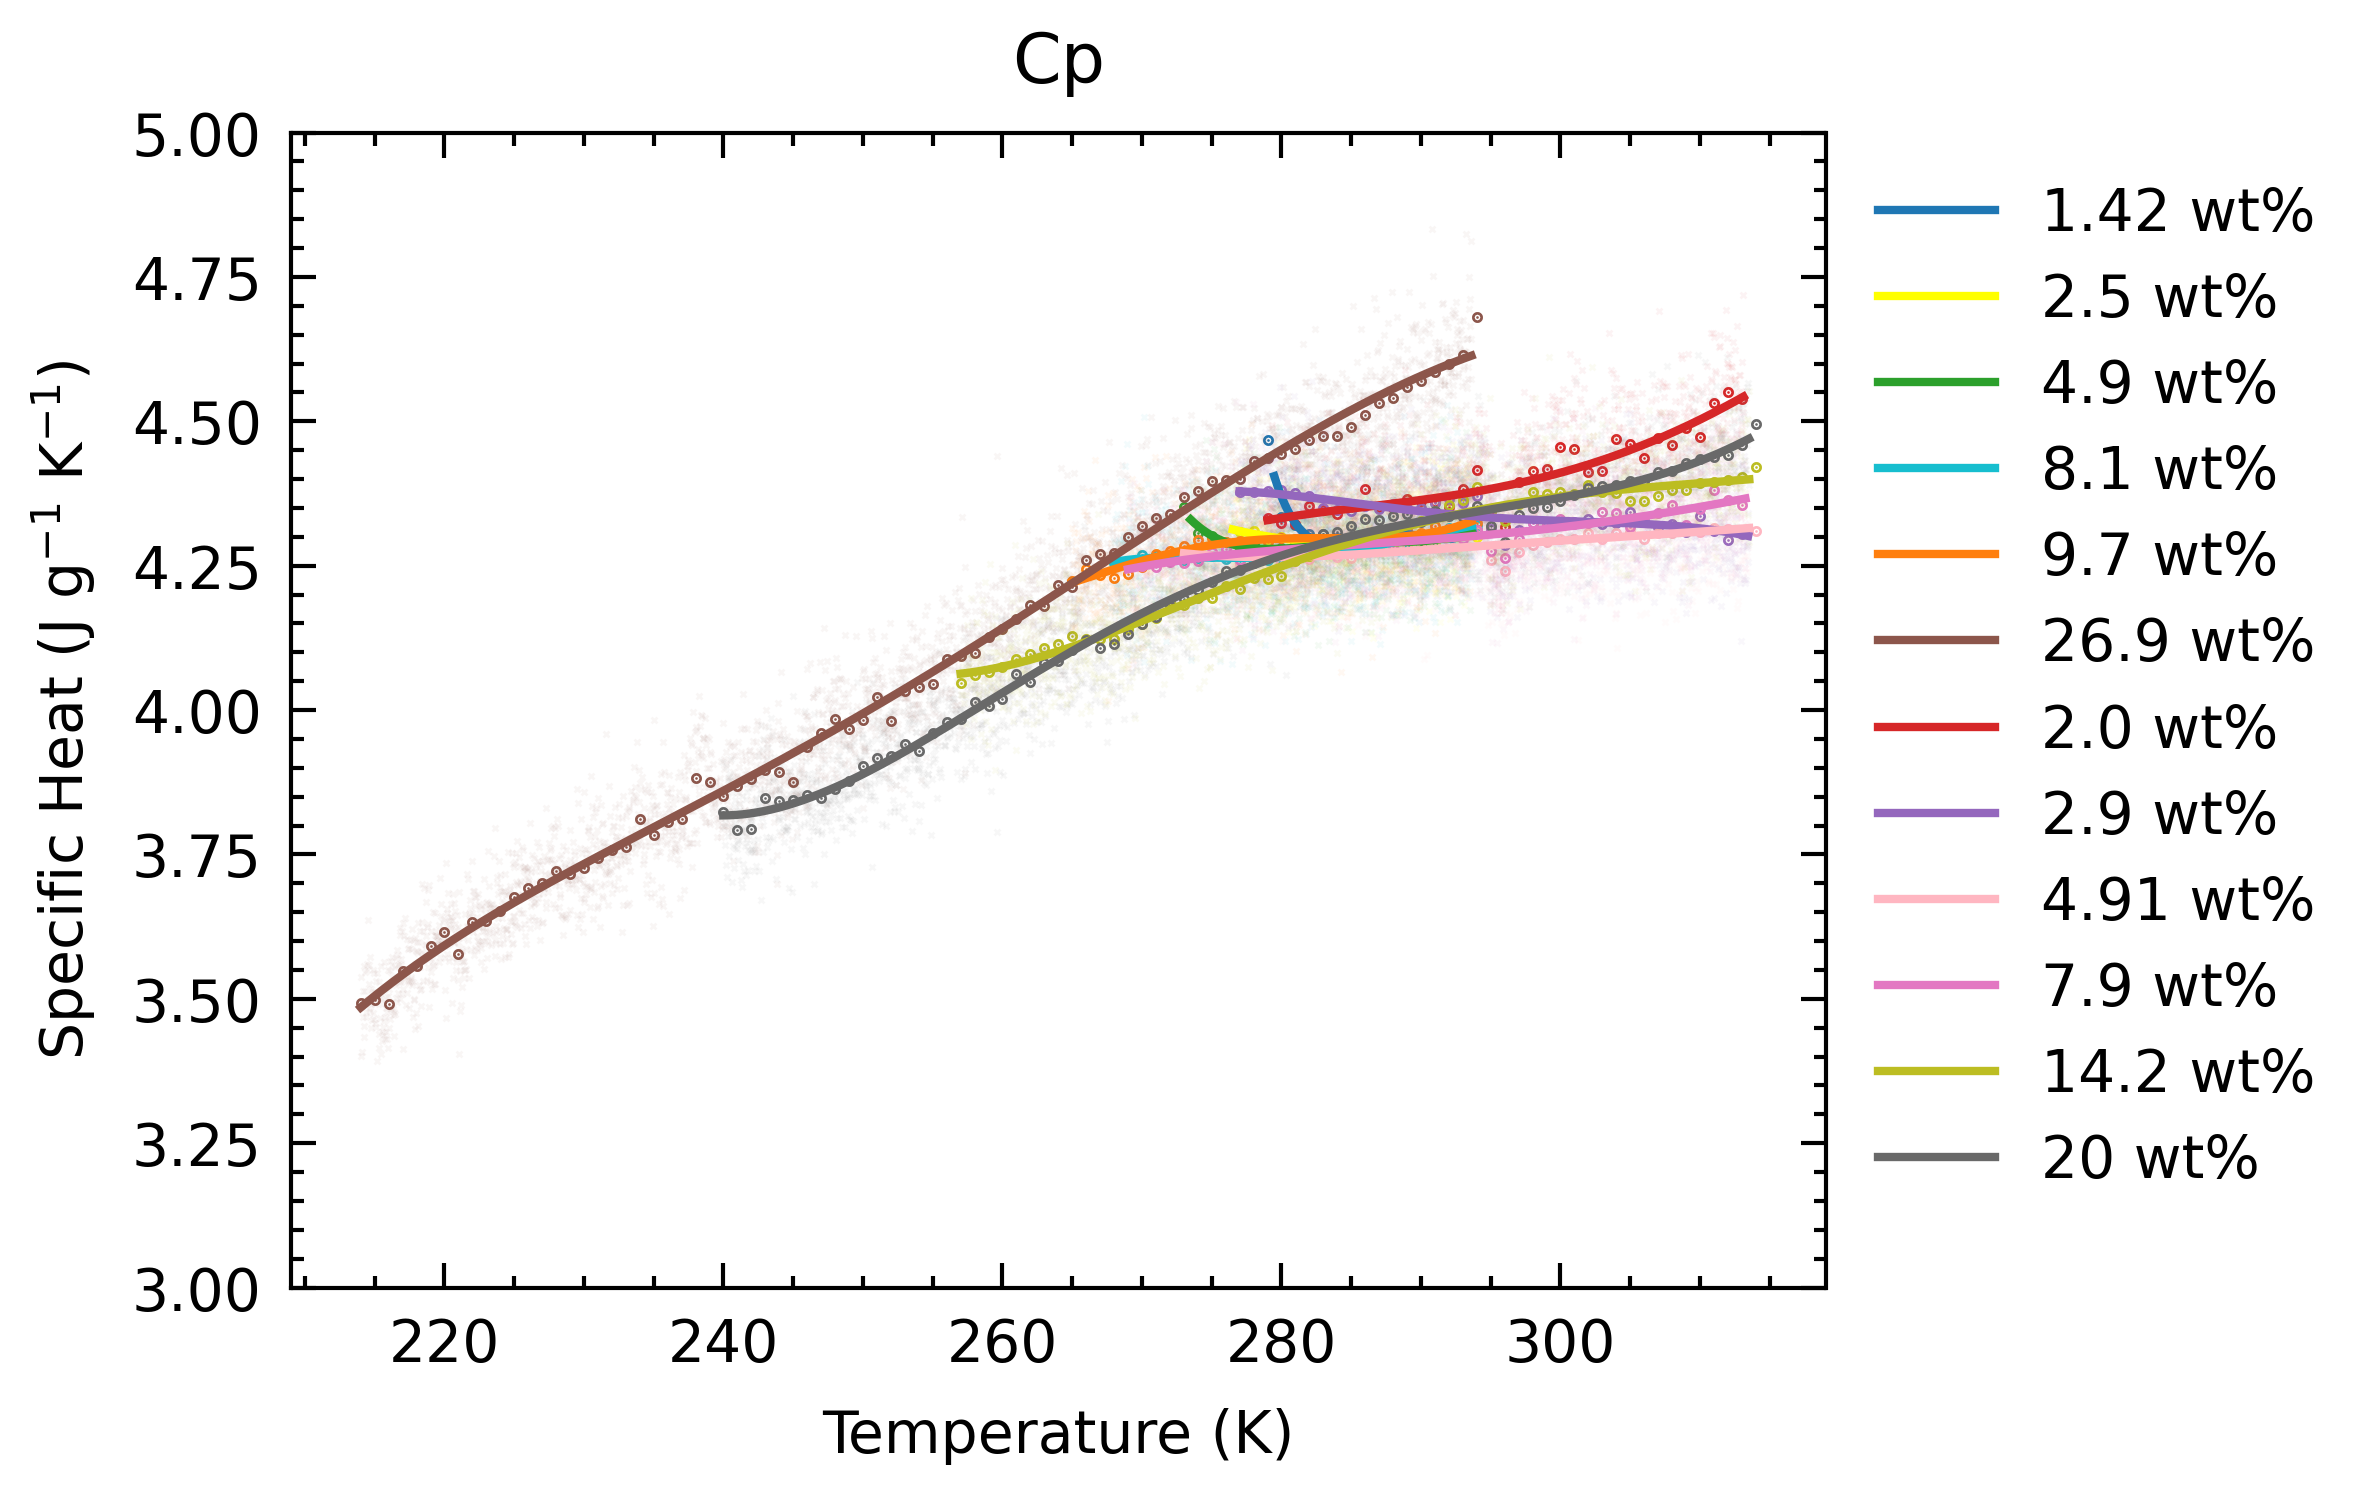 Cp
5.00
4.75
4.50
4.25
4.00
3.75
3.50
3.25
3.00
Specific Heat (J g⁻¹ K⁻¹)
220 240 260 280 300
Temperature (K)
1.42 wt%
2.5 wt%
4.9 wt%
8.1 wt%
9.7 wt%
26.9 wt%
2.0 wt%
2.9 wt%
4.91 wt%
7.9 wt%
14.2 wt%
20 wt%